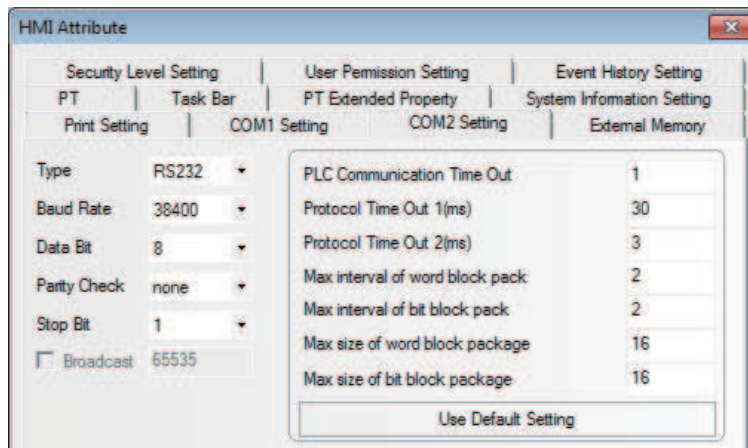 HMI Attribute
Security Level Setting User Permission Setting Event History Setting
PT Task Bar PT Extended Property System Information Setting
Print Setting COM1 Setting COM2 Setting External Memory
Type RS232
Baud Rate 38400
Data Bit 8
Parity Check none
Stop Bit 1
Broadcast 65535
PLC Communication Time Out 1
Protocol Time Out 1(ms) 30
Protocol Time Out 2(ms) 3
Max interval of word block pack 2
Max interval of bit block pack 2
Max size of word block package 16
Max size of bit block package 16
Use Default Setting